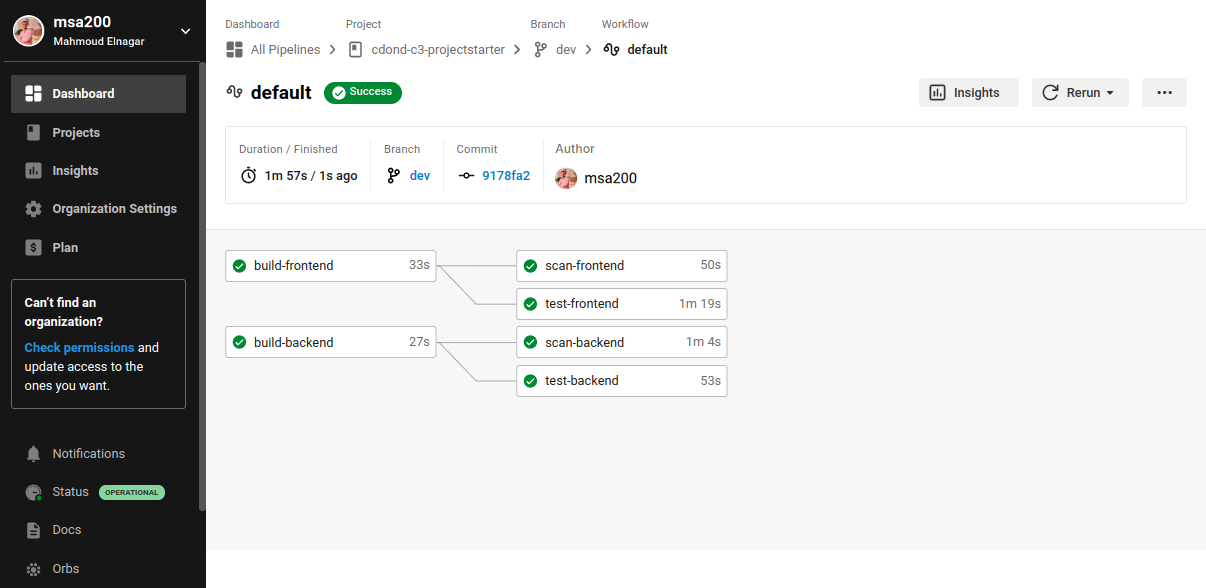 msa200
Mahmoud Elnagar
Dashboard
Projects
Insights
Organization Settings
Plan
Can't find an
organization?
Check permissions and
update access to the
ones you want.
Notifications
Status OPERATIONAL
Docs
Orbs
Dashboard Project Branch Workflow
All Pipelines cdond-c3-projectstarter dev default
default Success Insights Rerun
Duration / Finished Branch Commit Author
1m 57s / 1s ago dev 9178fa2 msa200
build-frontend 33s scan-frontend 50s
test-frontend 1m 19s
build-backend 27s scan-backend 1m 4s
test-backend 53s